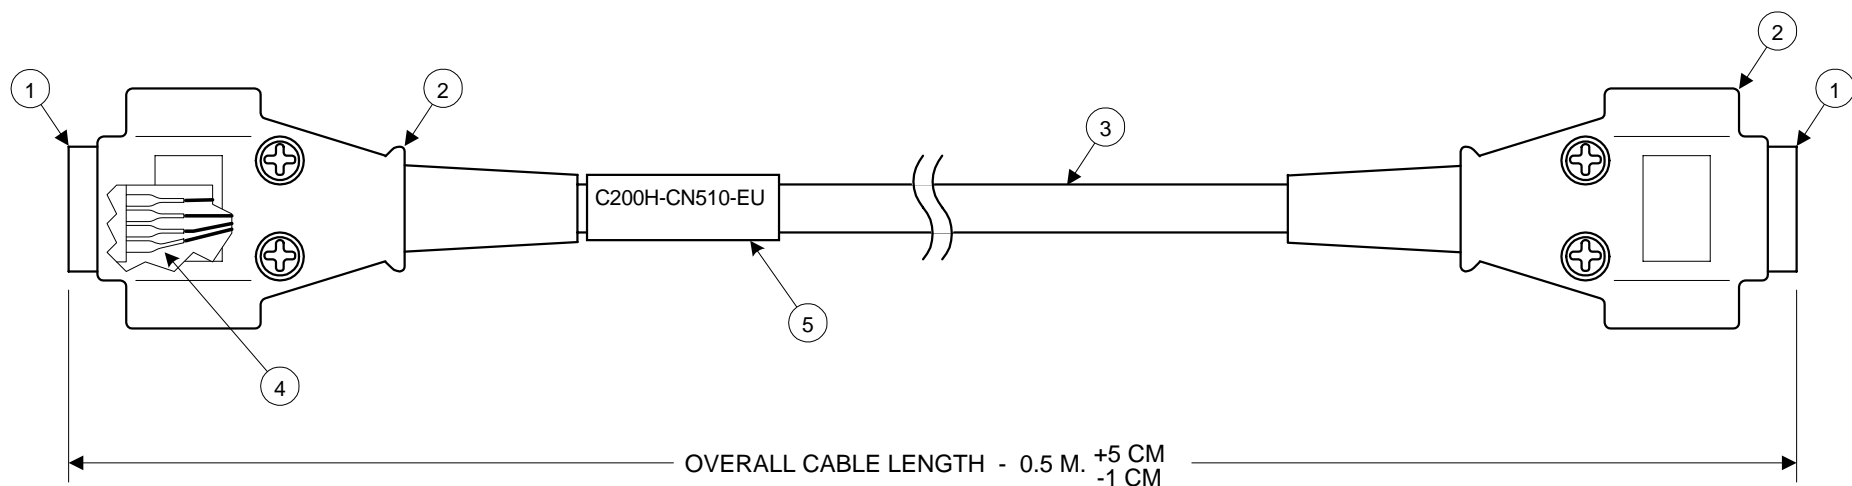 2
1
2
1
3
C200H-CN510-EU
5
4
OVERALL CABLE LENGTH - 0.5 M. +5 CM
-1 CM